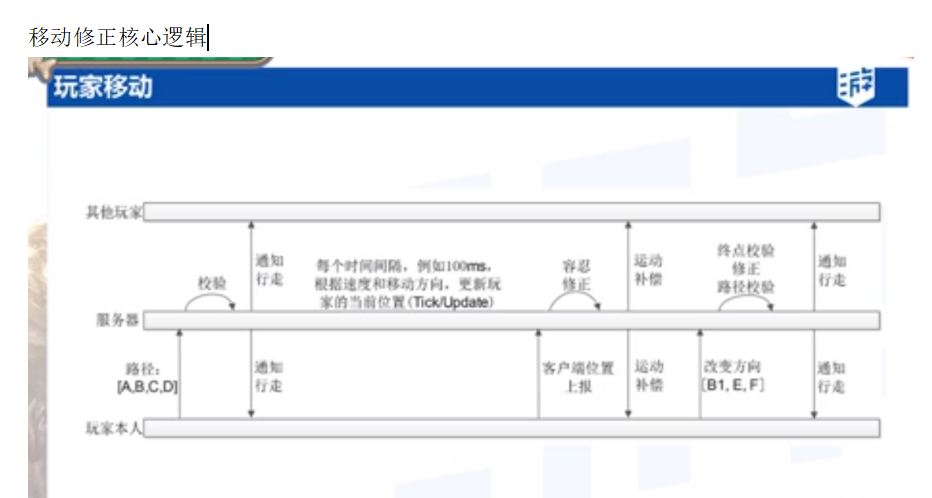 移动修正核心逻辑
玩家移动
游
其他玩家
校验
通知
行走
每个时间间隔，例如100ms，
根据速度和移动方向，更新玩
家的当前位置(Tick/Update)
容忍
修正
运动
补偿
终点校验
修正
路径校验
通知
行走
服务器
路径：
[A,B,C,D]
通知
行走
客户端位置
上报
运动
补偿
改变方向
[B1, E, F]
通知
行走
玩家本人